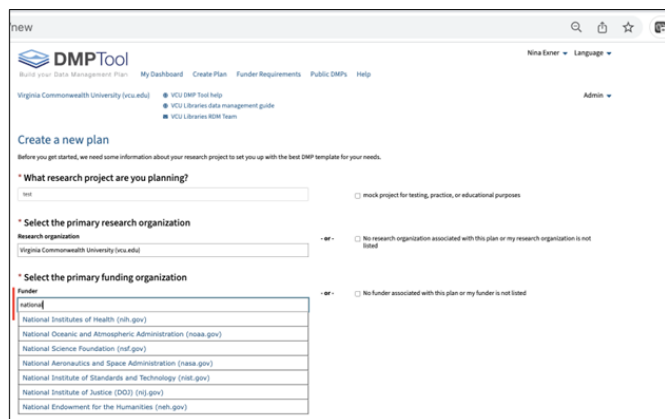 new
DMPTool
Build your Data Management Plan
My Dashboard Create Plan Funder Requirements Public DMPs Help
Nina Exner Language
Virginia Commonwealth University (vcu.edu)
VCU DMP Tool help
VCU Libraries data management guide
VCU Libraries RDM Team
Admin
Create a new plan
Before you get started, we need some information about your research project to set you up with the best DMP template for your needs.
* What research project are you planning?
test
mock project for testing, practice, or educational purposes
* Select the primary research organization
Research organization
Virginia Commonwealth University (vcu.edu)
- or -
No research organization associated with this plan or my research organization is not
listed
* Select the primary funding organization
Funder
national
- or -
No funder associated with this plan or my funder is not listed
National Institutes of Health (nih.gov)
National Oceanic and Atmospheric Administration (noaa.gov)
National Science Foundation (nsf.gov)
National Aeronautics and Space Administration (nasa.gov)
National Institute of Standards and Technology (nist.gov)
National Institute of Justice (DOJ) (nij.gov)
National Endowment for the Humanities (neh.gov)